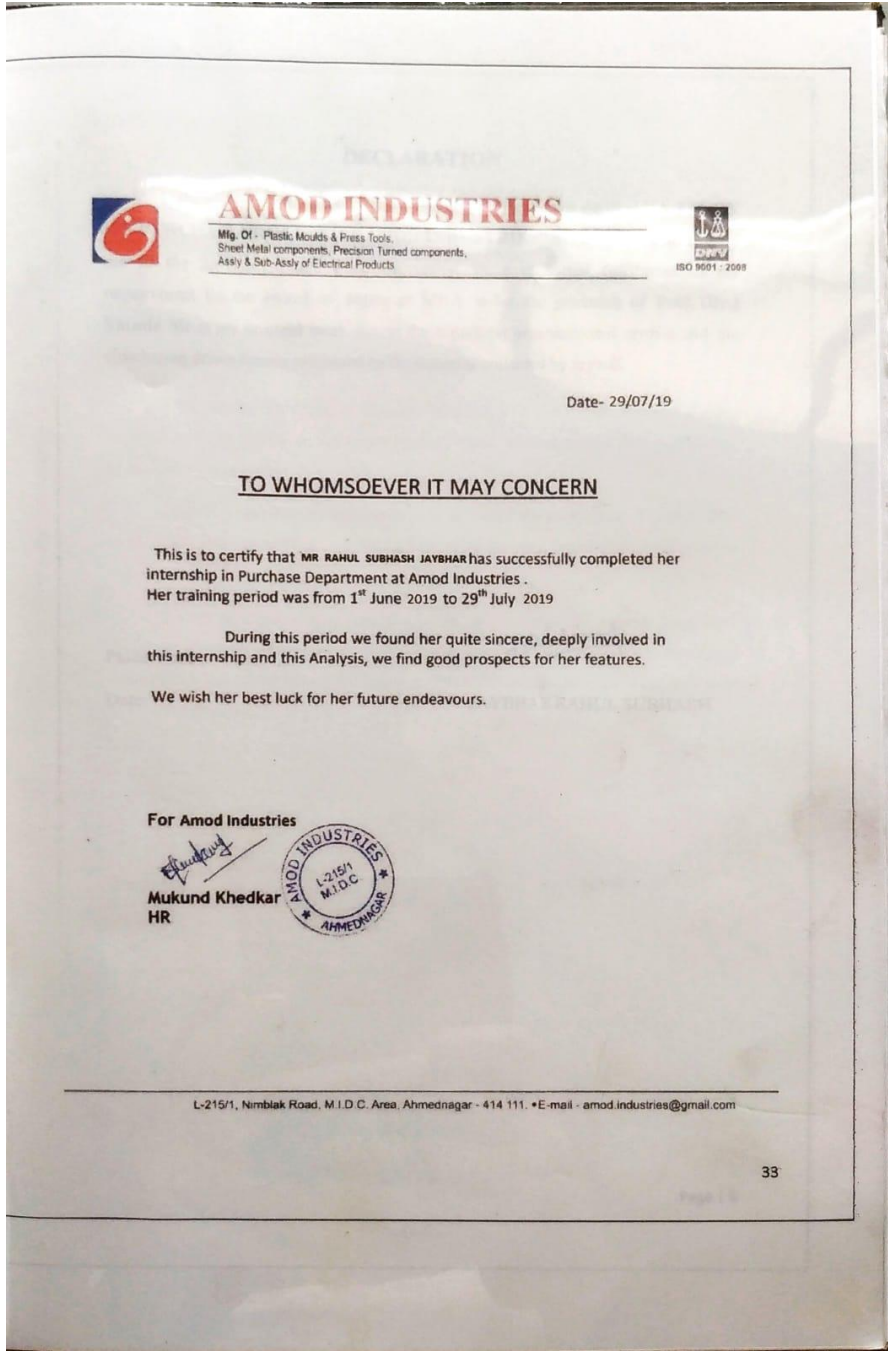 AMOD INDUSTRIES
Mfg. Of - Plastic Moulds & Press Tools,
Sheet Metal components, Precision Turned components,
Assly & Sub-Assly of Electrical Products
DNV
ISO 9001 : 2008
Date- 29/07/19
TO WHOMSOEVER IT MAY CONCERN
This is to certify that MR RAHUL SUBHASH JAYBHAR has successfully completed her
internship in Purchase Department at Amod Industries .
Her training period was from 1st June 2019 to 29th July 2019
During this period we found her quite sincere, deeply involved in
this internship and this Analysis, we find good prospects for her features.
We wish her best luck for her future endeavours.
For Amod Industries
AMOD INDUSTRIES
L-215/1
M.I.D.C
AHMEDNAGAR
Mukund Khedkar
HR
L-215/1, Nimblak Road, M.I.D.C. Area, Ahmednagar - 414 111. •E-mail - amod.industries@gmail.com
33